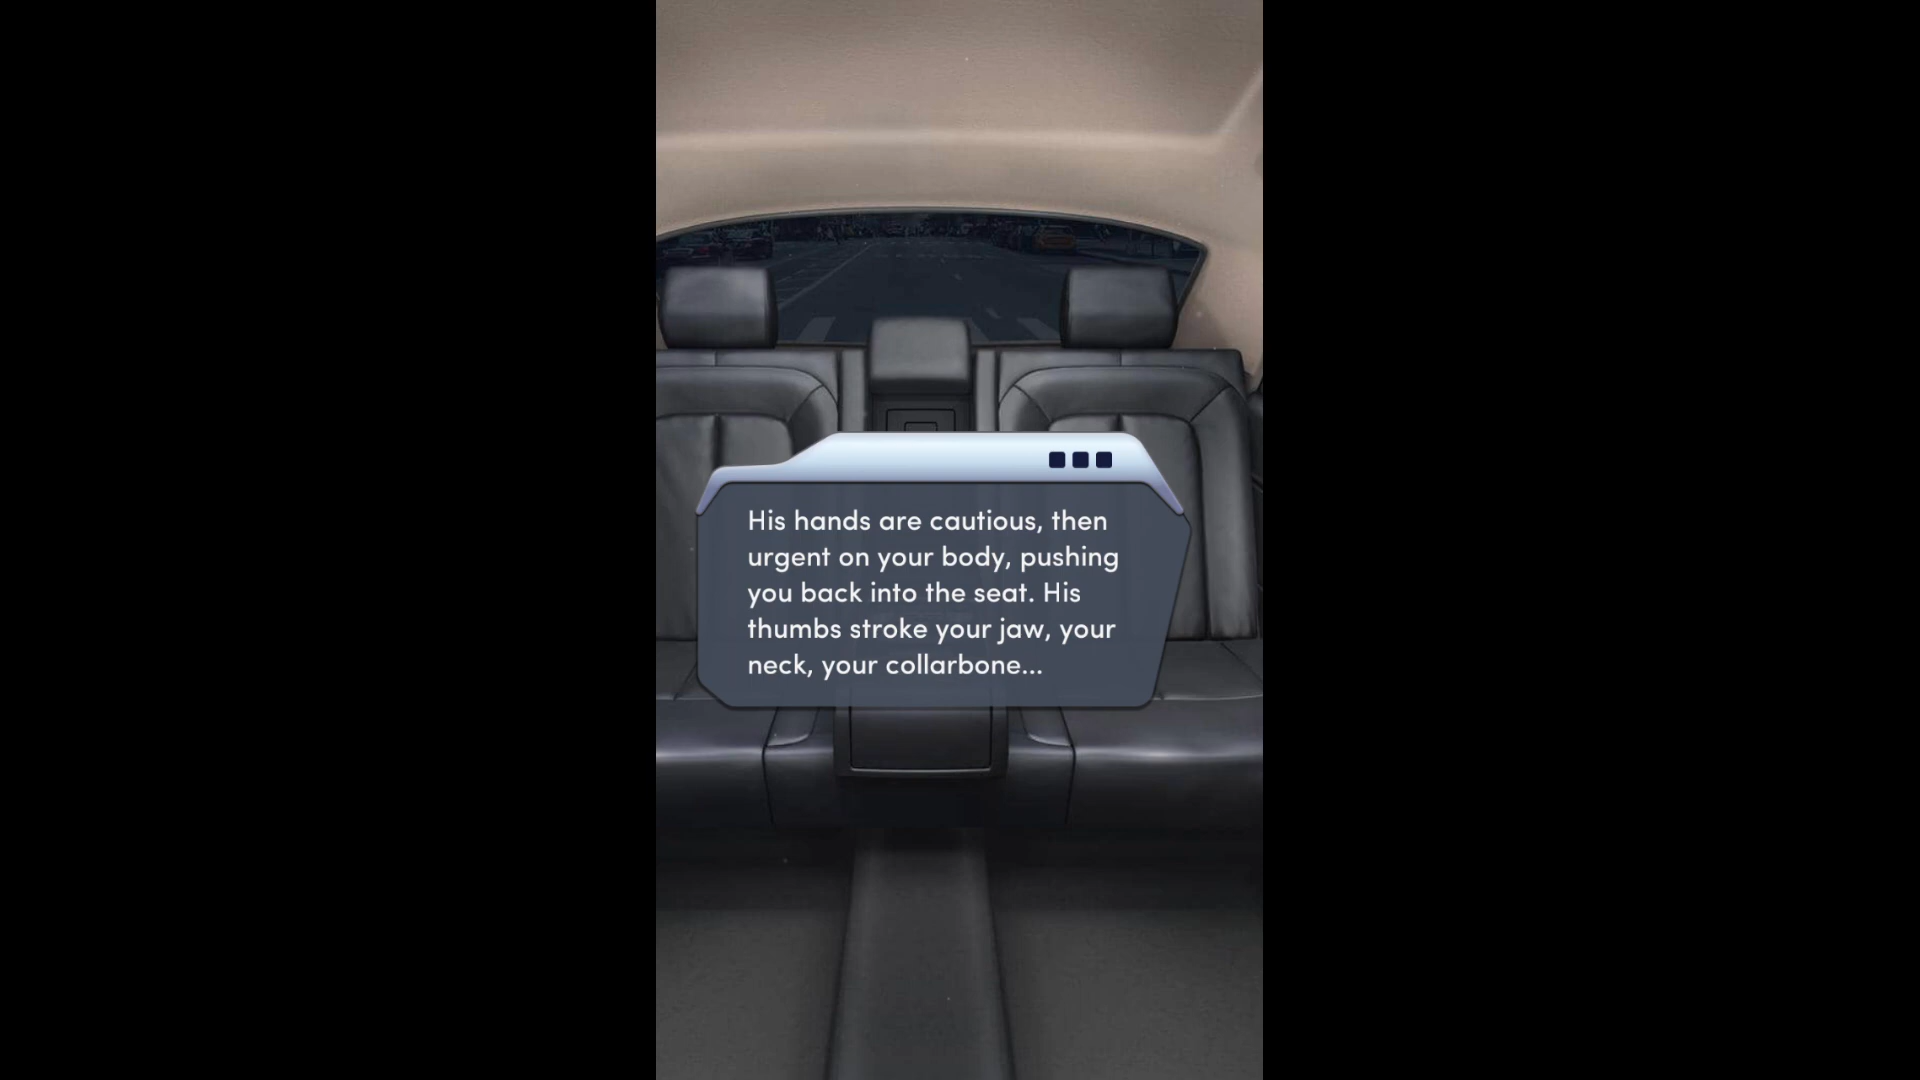 His hands are cautious, then
urgent on your body, pushing
you back into the seat. His
thumbs stroke your jaw, your
neck, your collarbone...